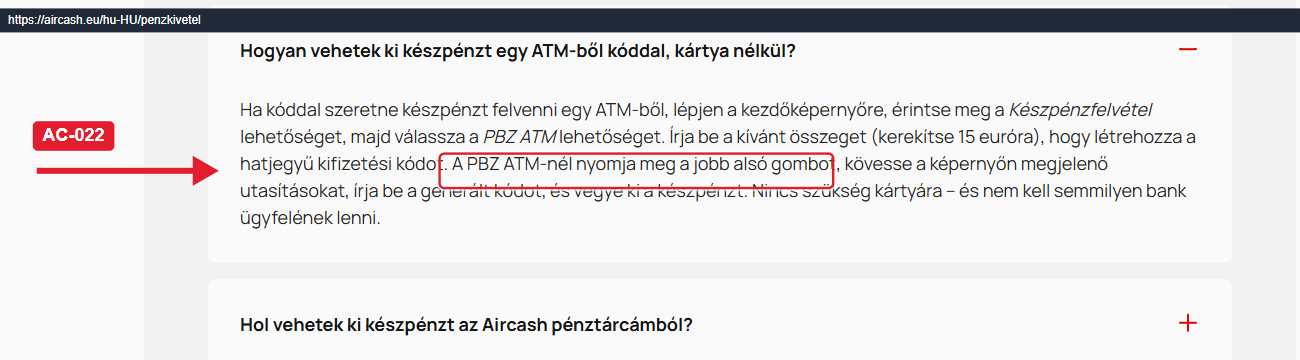 https://aircash.eu/hu-HU/penzkivetel
Hogyan vehetek ki készpénzt egy ATM-ből kóddal, kártya nélkül?
Ha kóddal szeretne készpénzt felvenni egy ATM-ből, lépjen a kezdőképernyőre, érintse meg a Készpénzfelvétel
lehetőséget, majd válassza a PBZ ATM lehetőséget. Írja be a kívánt összeget (kerekítse 15 euróra), hogy létrehozza a
AC-022
hatjegyű kifizetési kódot. A PBZ ATM-nél nyomja meg a jobb alsó gombot, kövesse a képernyőn megjelenő
utasításokat, írja be a generált kódot, és vegye ki a készpénzt. Nincs szükség kártyára – és nem kell semmilyen bank
ügyfelének lenni.
Hol vehetek ki készpénzt az Aircash pénztárcámból?